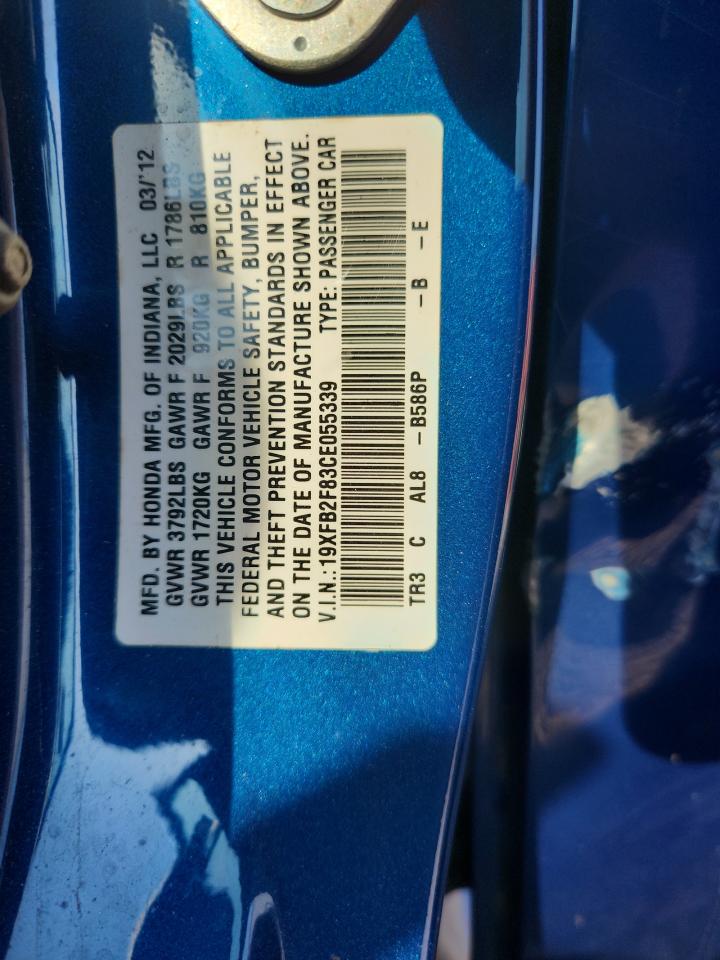 MFD. BY HONDA MFG. OF INDIANA, LLC 03/'12
GVWR 3792LBS GAWR F 2029LBS R 1786LBS
GVWR 1720KG GAWR F 920KG R 810KG
THIS VEHICLE CONFORMS TO ALL APPLICABLE
FEDERAL MOTOR VEHICLE SAFETY, BUMPER,
AND THEFT PREVENTION STANDARDS IN EFFECT
ON THE DATE OF MANUFACTURE SHOWN ABOVE.
V.I.N.:19XFB2F83CE055339 TYPE: PASSENGER CAR
TR3 C AL8 -B586P -B -E